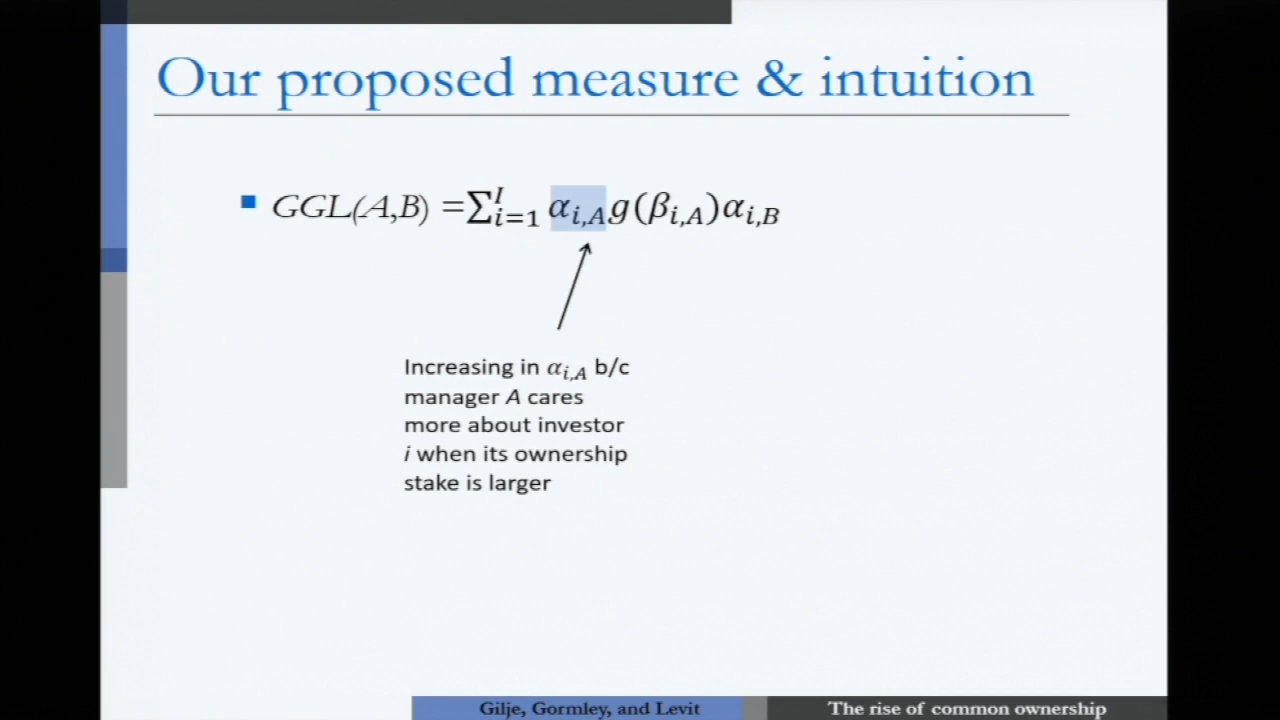 Our proposed measure & intuition
GGL(A,B) =∑ᴵᵢ₌₁ αᵢ,A g(βᵢ,A)αᵢ,B
Increasing in αᵢ,A b/c
manager A cares
more about investor
i when its ownership
stake is larger
Gilje, Gormley, and Levit
The rise of common ownership